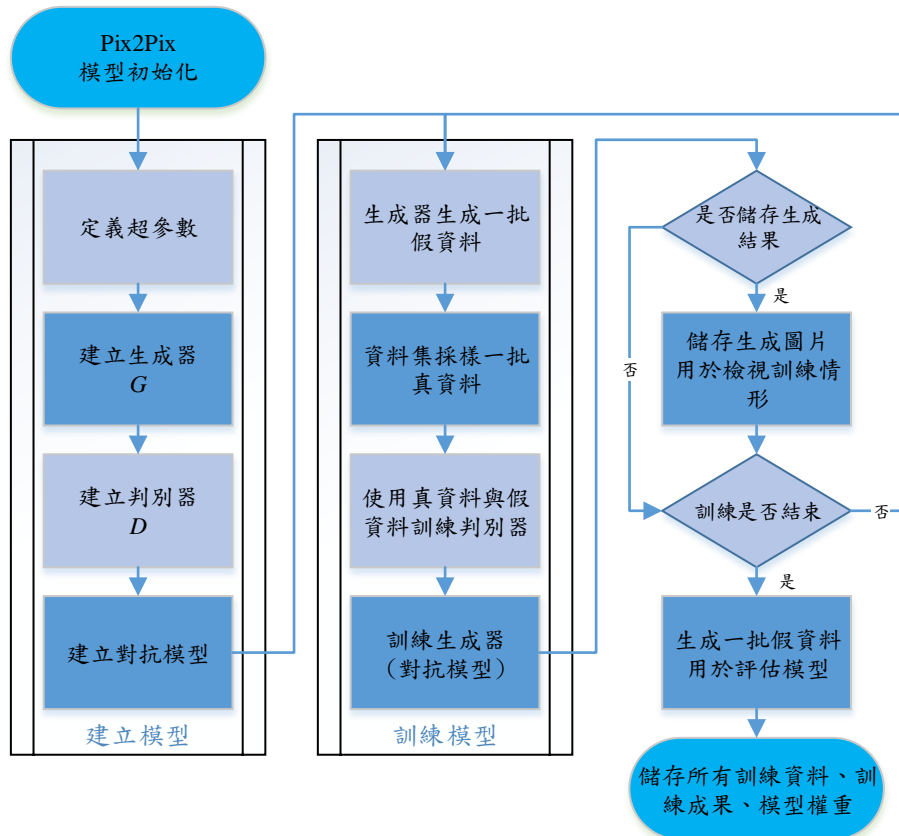 Pix2Pix
模型初始化
定義超參數
建立生成器
G
建立判別器
D
建立對抗模型
建立模型
生成器生成一批
假資料
資料集採樣一批
真資料
使用真資料與假
資料訓練判別器
訓練生成器
（對抗模型）
訓練模型
是否儲存生成
結果
是
否
儲存生成圖片
用於檢視訓練情
形
訓練是否結束
否
是
生成一批假資料
用於評估模型
儲存所有訓練資料、訓
練成果、模型權重